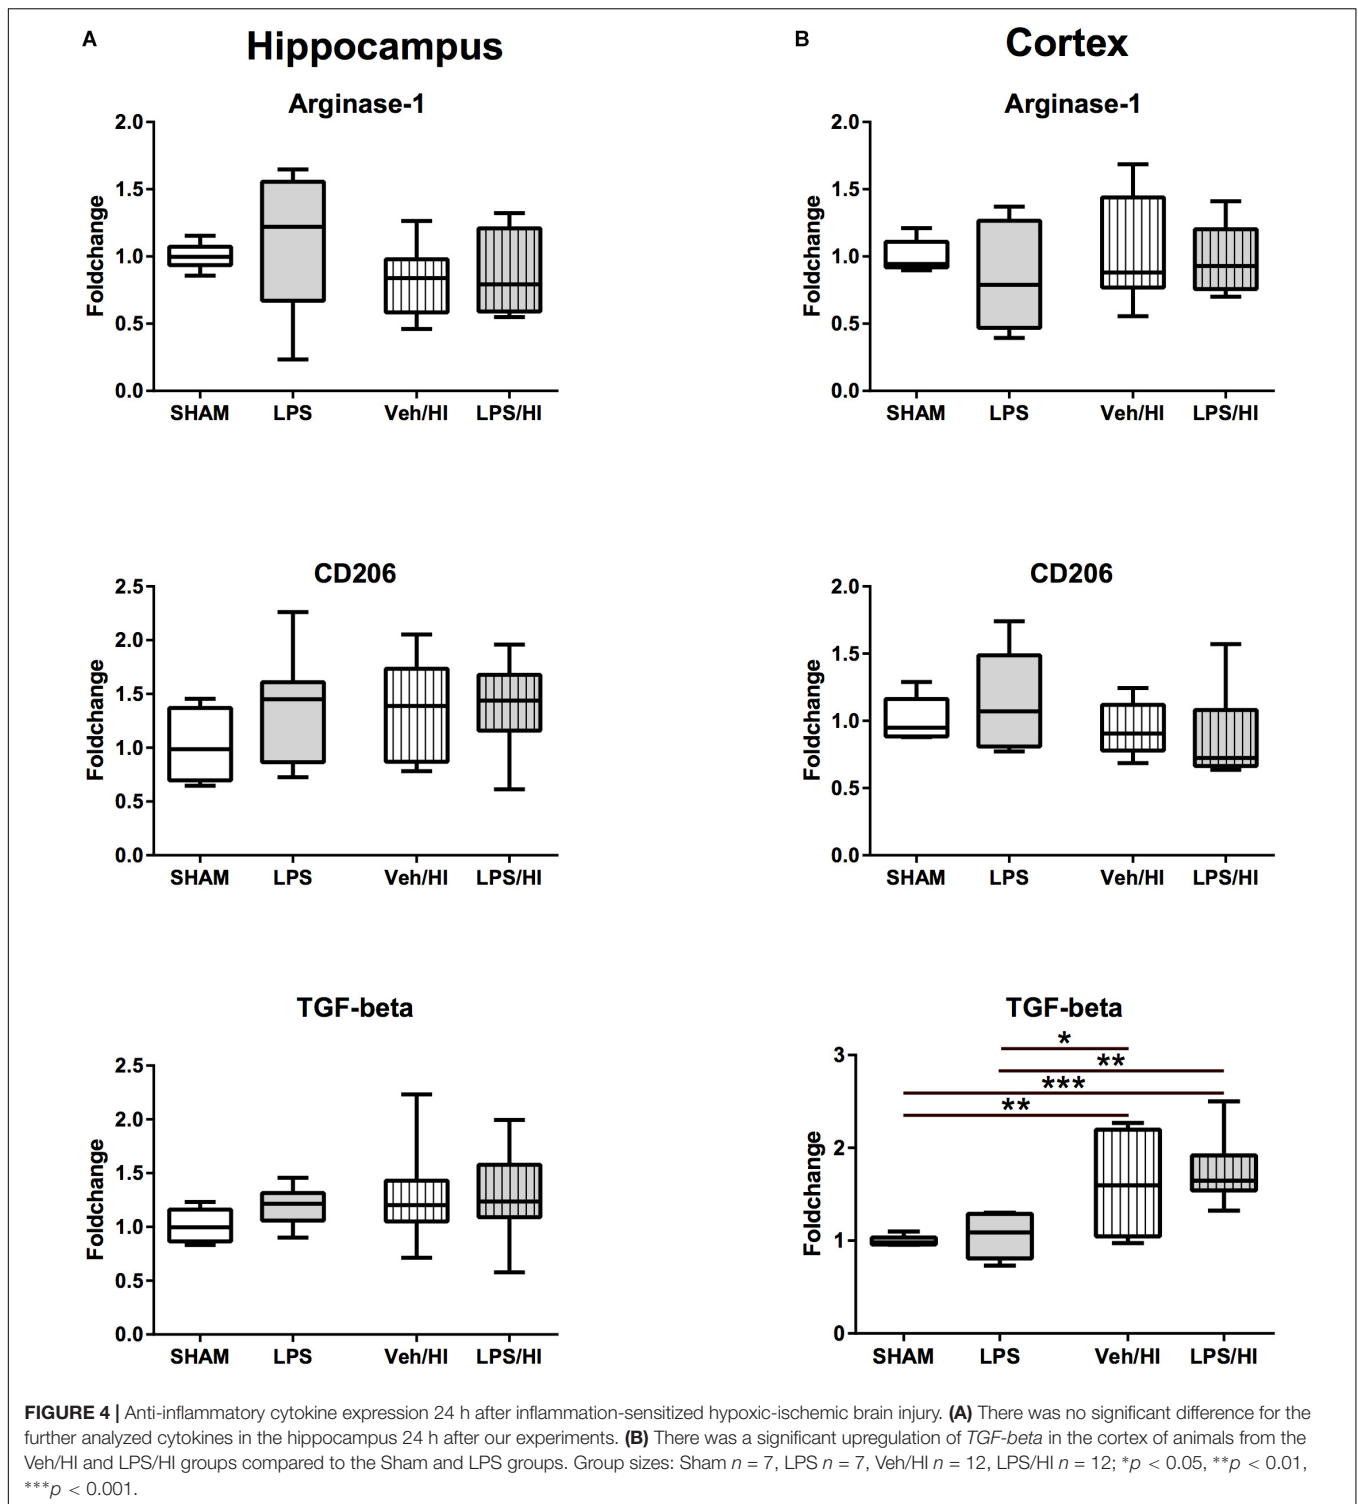 A
Hippocampus
B
Cortex
Arginase-1
2.0
1.5
1.0
0.5
0.0
Foldchange
SHAM LPS Veh/HI LPS/HI
Arginase-1
2.0
1.5
1.0
0.5
0.0
Foldchange
SHAM LPS Veh/HI LPS/HI
CD206
2.5
2.0
1.5
1.0
0.5
0.0
Foldchange
SHAM LPS Veh/HI LPS/HI
CD206
2.0
1.5
1.0
0.5
0.0
Foldchange
SHAM LPS Veh/HI LPS/HI
TGF-beta
2.5
2.0
1.5
1.0
0.5
0.0
Foldchange
SHAM LPS Veh/HI LPS/HI
TGF-beta
*
**
***
**
3
2
1
0
Foldchange
SHAM LPS Veh/HI LPS/HI
FIGURE 4 | Anti-inflammatory cytokine expression 24 h after inflammation-sensitized hypoxic-ischemic brain injury. (A) There was no significant difference for the
further analyzed cytokines in the hippocampus 24 h after our experiments. (B) There was a significant upregulation of TGF-beta in the cortex of animals from the
Veh/HI and LPS/HI groups compared to the Sham and LPS groups. Group sizes: Sham n = 7, LPS n = 7, Veh/HI n = 12, LPS/HI n = 12; *p < 0.05, **p < 0.01,
***p < 0.001.